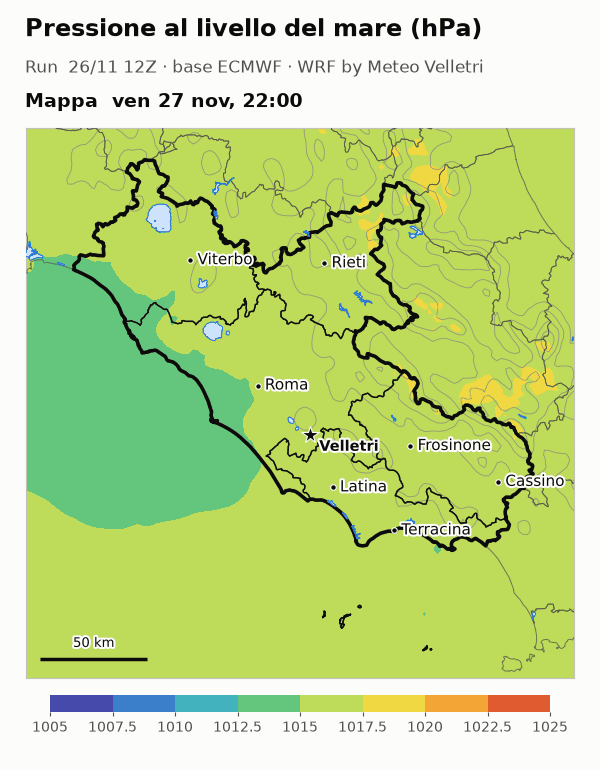 Pressione al livello del mare (hPa)
Run  26/11 12Z · base ECMWF · WRF by Meteo Velletri
Mappa  ven 27 nov, 22:00
Viterbo
Rieti
Roma
Velletri
Frosinone
Latina
Cassino
Terracina
50 km
1005 1007.5 1010 1012.5 1015 1017.5 1020 1022.5 1025